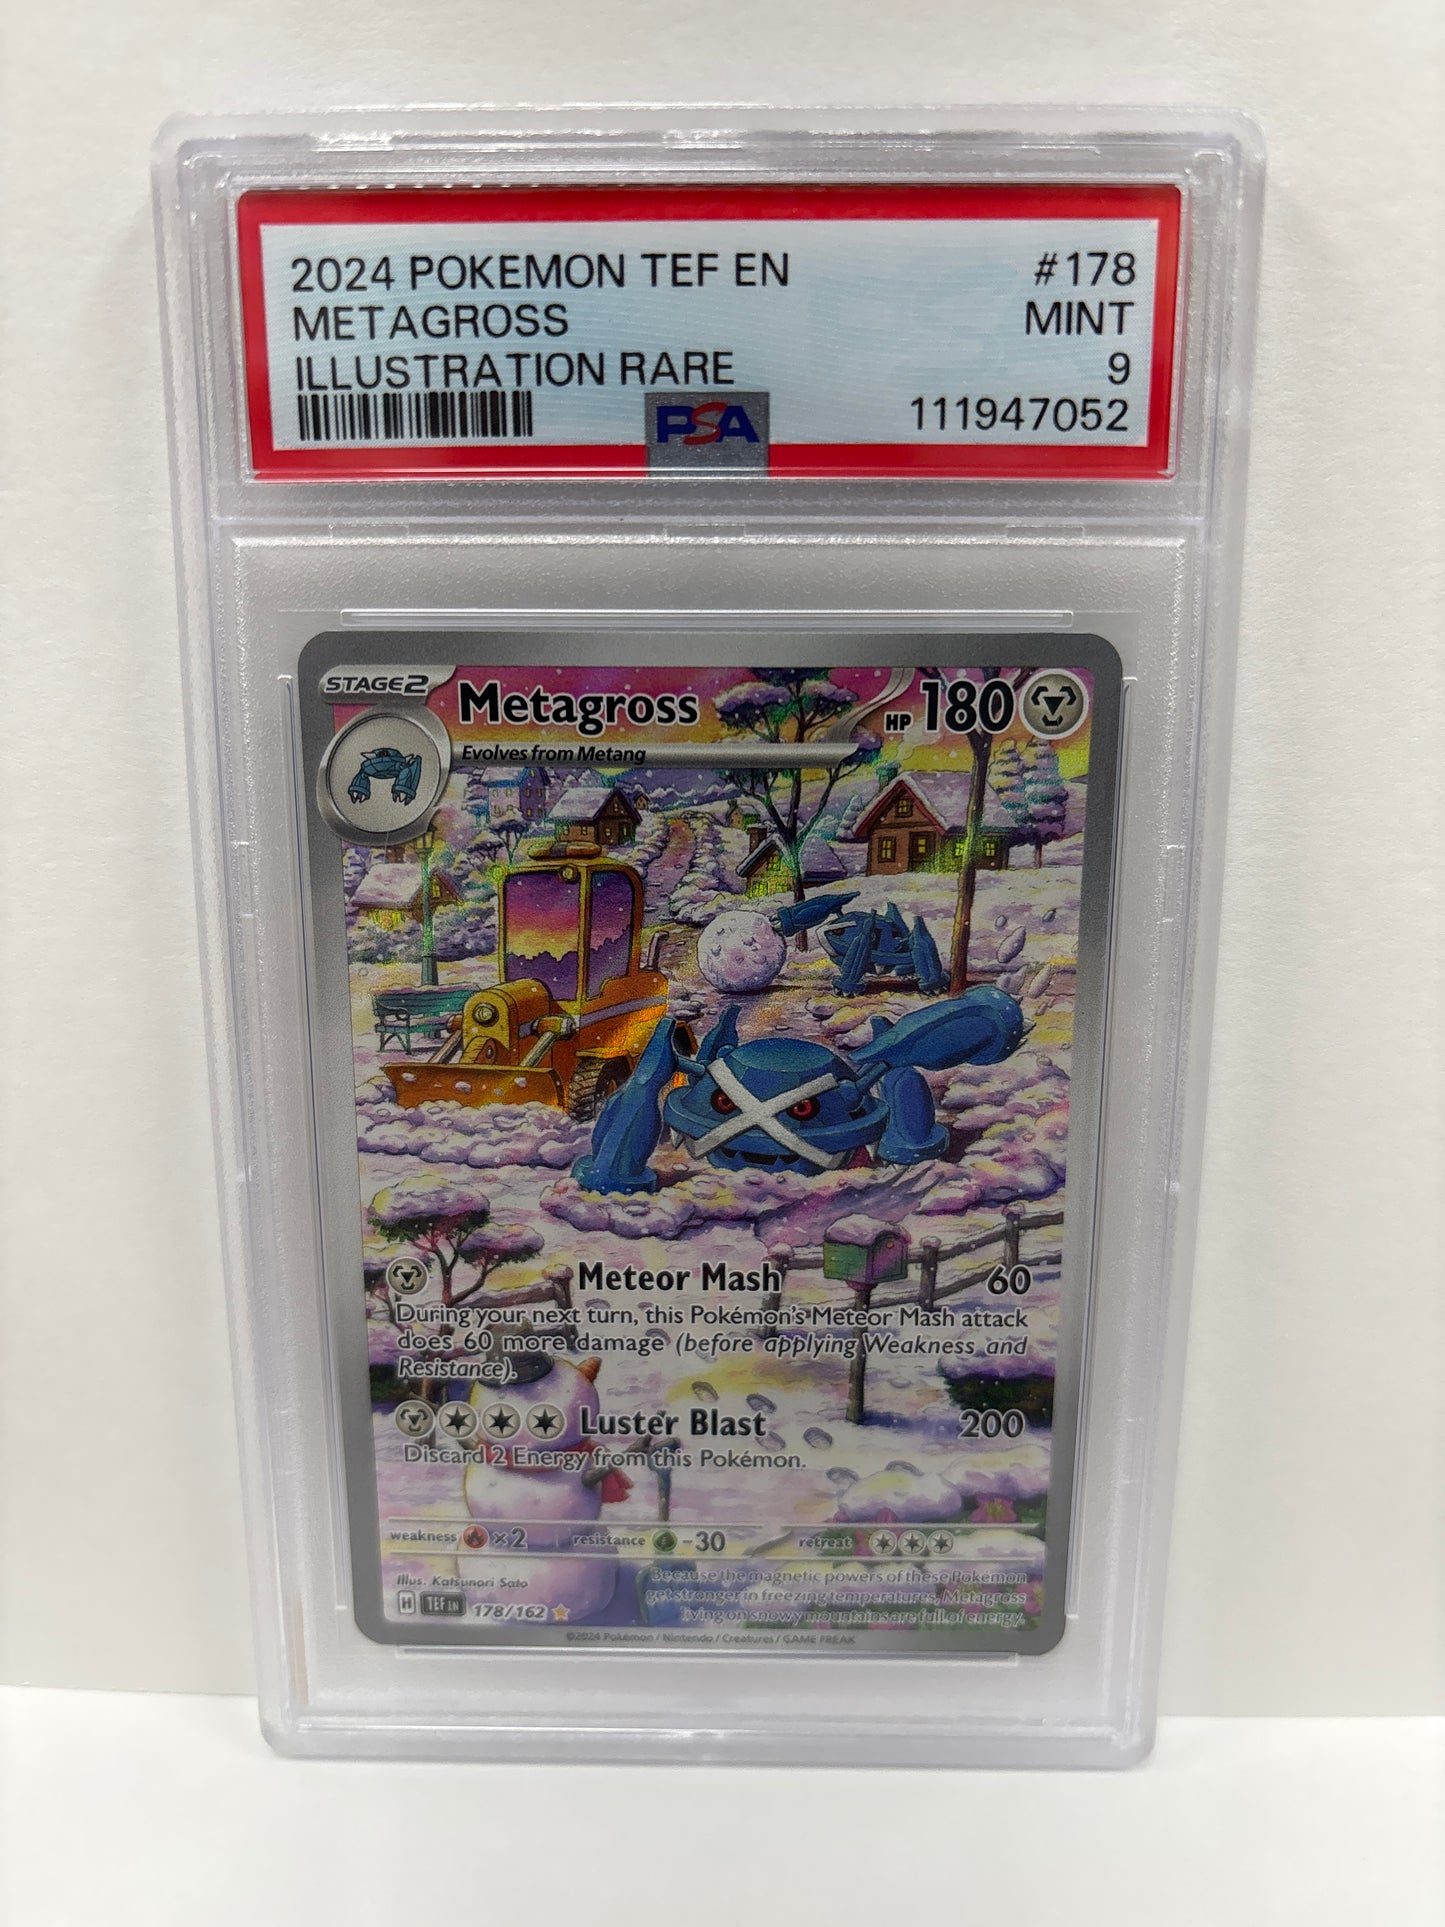 2024 POKEMON TEF EN #178
METAGROSS MINT
ILLUSTRATION RARE 9
PSA 111947052
STAGE2 Metagross HP 180
Evolves from Metang
Meteor Mash 60
During your next turn, this Pokémon's Meteor Mash attack
does 60 more damage (before applying Weakness and
Resistance).
Luster Blast 200
Discard 2 Energy from this Pokémon.
weakness ×2 resistance -30 retreat
Illus. Katsunori Sato
Because the magnetic powers of these Pokémon
get stronger in freezing temperatures, Metagross
living on snowy mountains are full of energy.
H TEF EN 178/162
©2024 Pokémon / Nintendo / Creatures / GAME FREAK